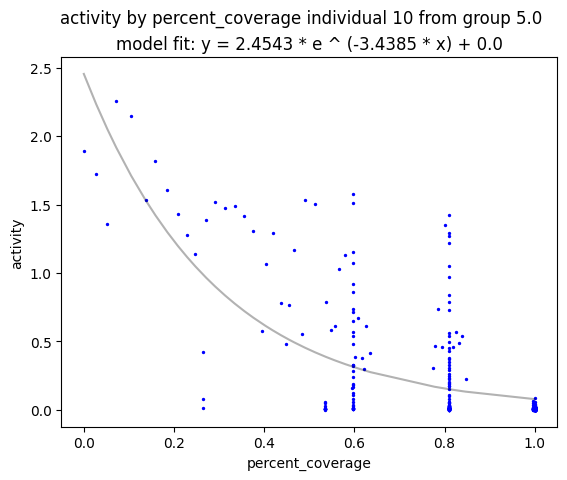 activity by percent_coverage individual 10 from group 5.0
model fit: y = 2.4543 * e ^ (-3.4385 * x) + 0.0
2.5
2.0
1.5
1.0
0.5
0.0
activity
0.0 0.2 0.4 0.6 0.8 1.0
percent_coverage